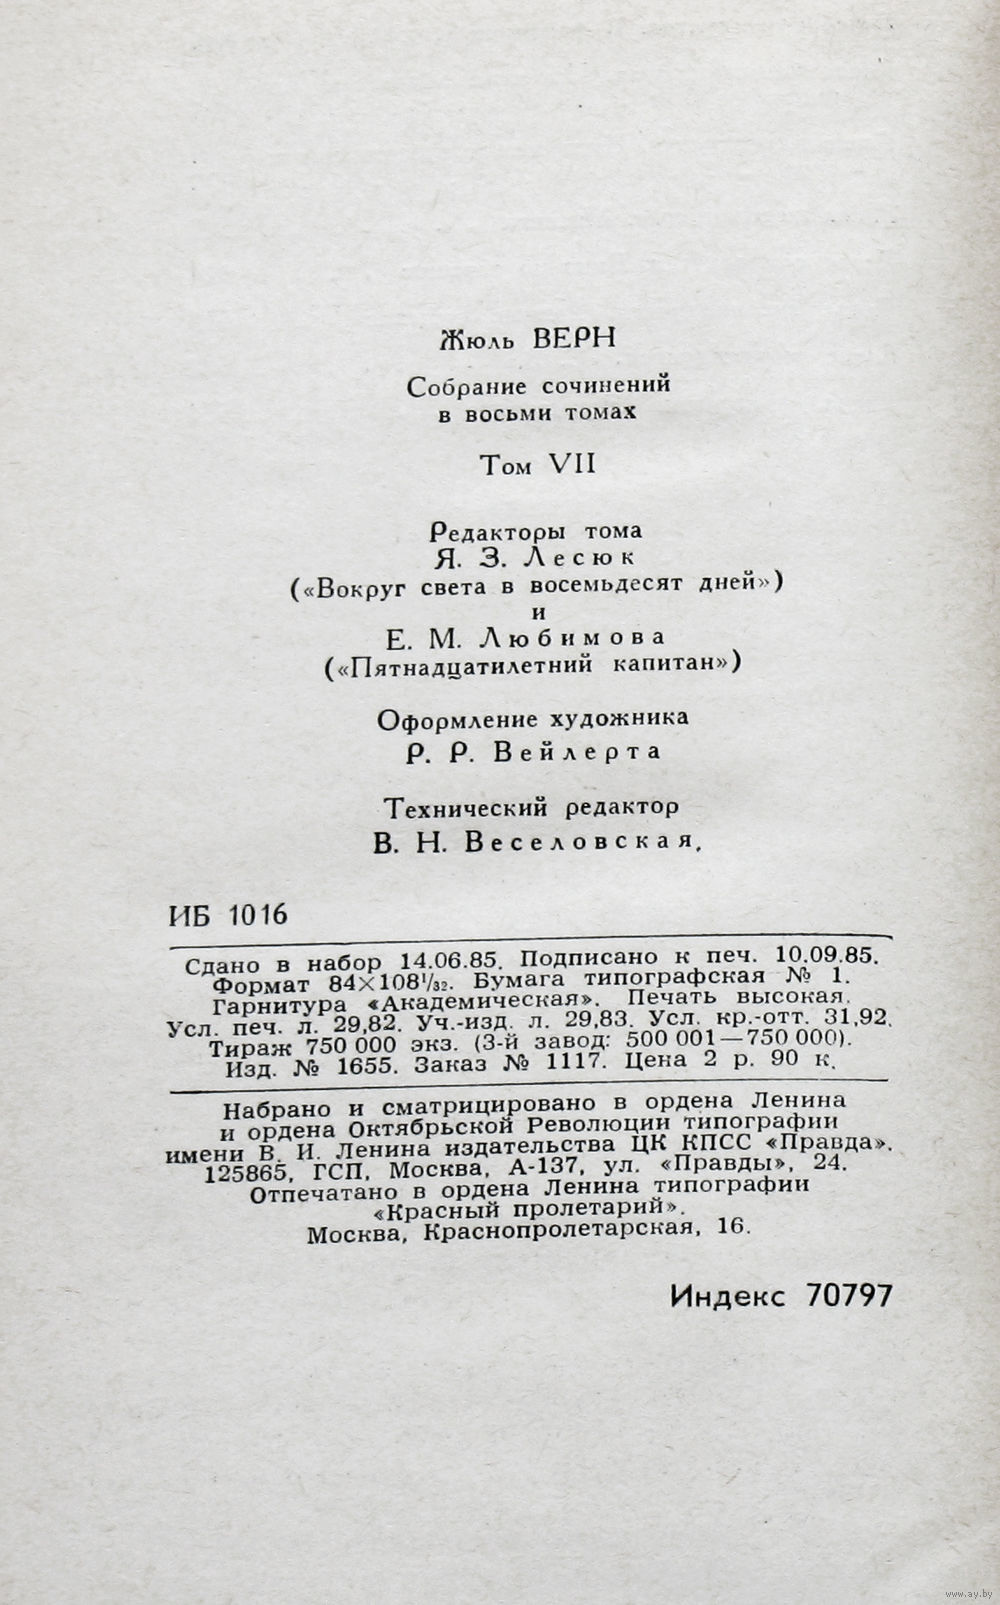 Жюль ВЕРН
Собрание сочинений
в восьми томах
Том VII
Редакторы тома
Я. З. Лесюк
(«Вокруг света в восемьдесят дней»)
и
Е. М. Любимова
(«Пятнадцатилетний капитан»)
Оформление художника
Р. Р. Вейлерта
Технический редактор
В. Н. Веселовская.
ИБ 1016
Сдано в набор 14.06.85. Подписано к печ. 10.09.85.
Формат 84×108¹/₃₂. Бумага типографская № 1.
Гарнитура «Академическая». Печать высокая.
Усл. печ. л. 29,82. Уч.-изд. л. 29,83. Усл. кр.-отт. 31,92.
Тираж 750 000 экз. (3-й завод: 500 001—750 000).
Изд. № 1655. Заказ № 1117. Цена 2 р. 90 к.
Набрано и сматрицировано в ордена Ленина
и ордена Октябрьской Революции типографии
имени В. И. Ленина издательства ЦК КПСС «Правда».
125865, ГСП, Москва, А-137, ул. «Правды», 24.
Отпечатано в ордена Ленина типографии
«Красный пролетарий».
Москва, Краснопролетарская, 16.
Индекс 70797
www.ay.by